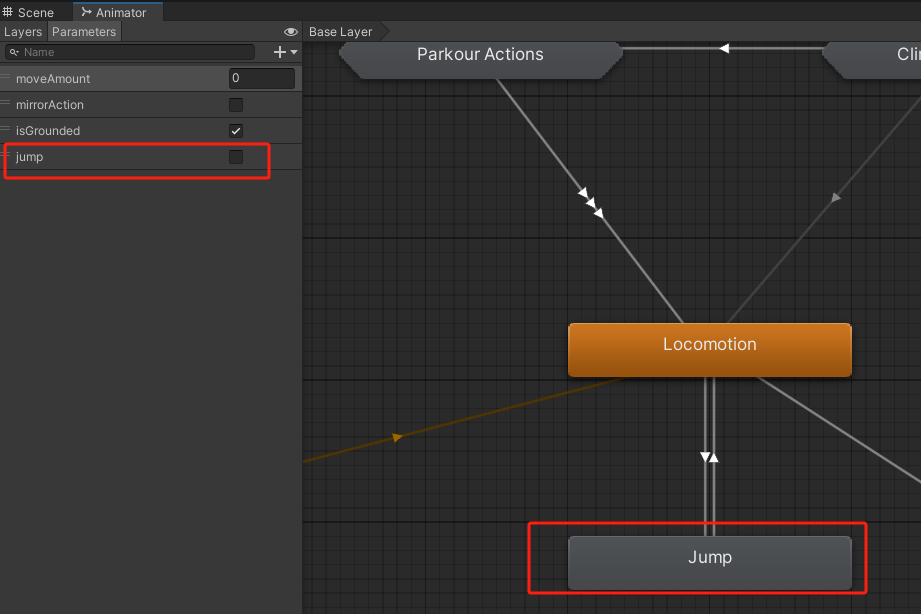 Scene Animator
Layers Parameters Base Layer
Name
moveAmount 0
mirrorAction
isGrounded
jump
Parkour Actions
Cli
Locomotion
Jump